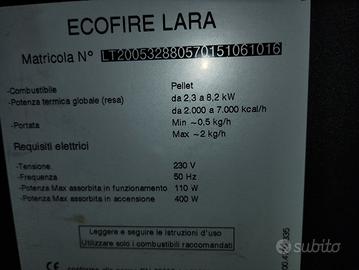 ECOFIRE LARA
Matricola N° LT200532880570151061016
-Combustibile Pellet
-Potenza termica globale (resa) da 2,3 a 8,2 kW
da 2.000 a 7.000 kcal/h
-Portata Min ~0,5 kg/h
Max ~2 kg/h
Requisiti elettrici
-Tensione 230 V
-Frequenza 50 Hz
-Potenza Max assorbita in funzionamento 110 W
-Potenza Max assorbita in accensione 400 W
Leggere e seguire le istruzioni d'uso
Utilizzare solo i combustibili raccomandati
subito